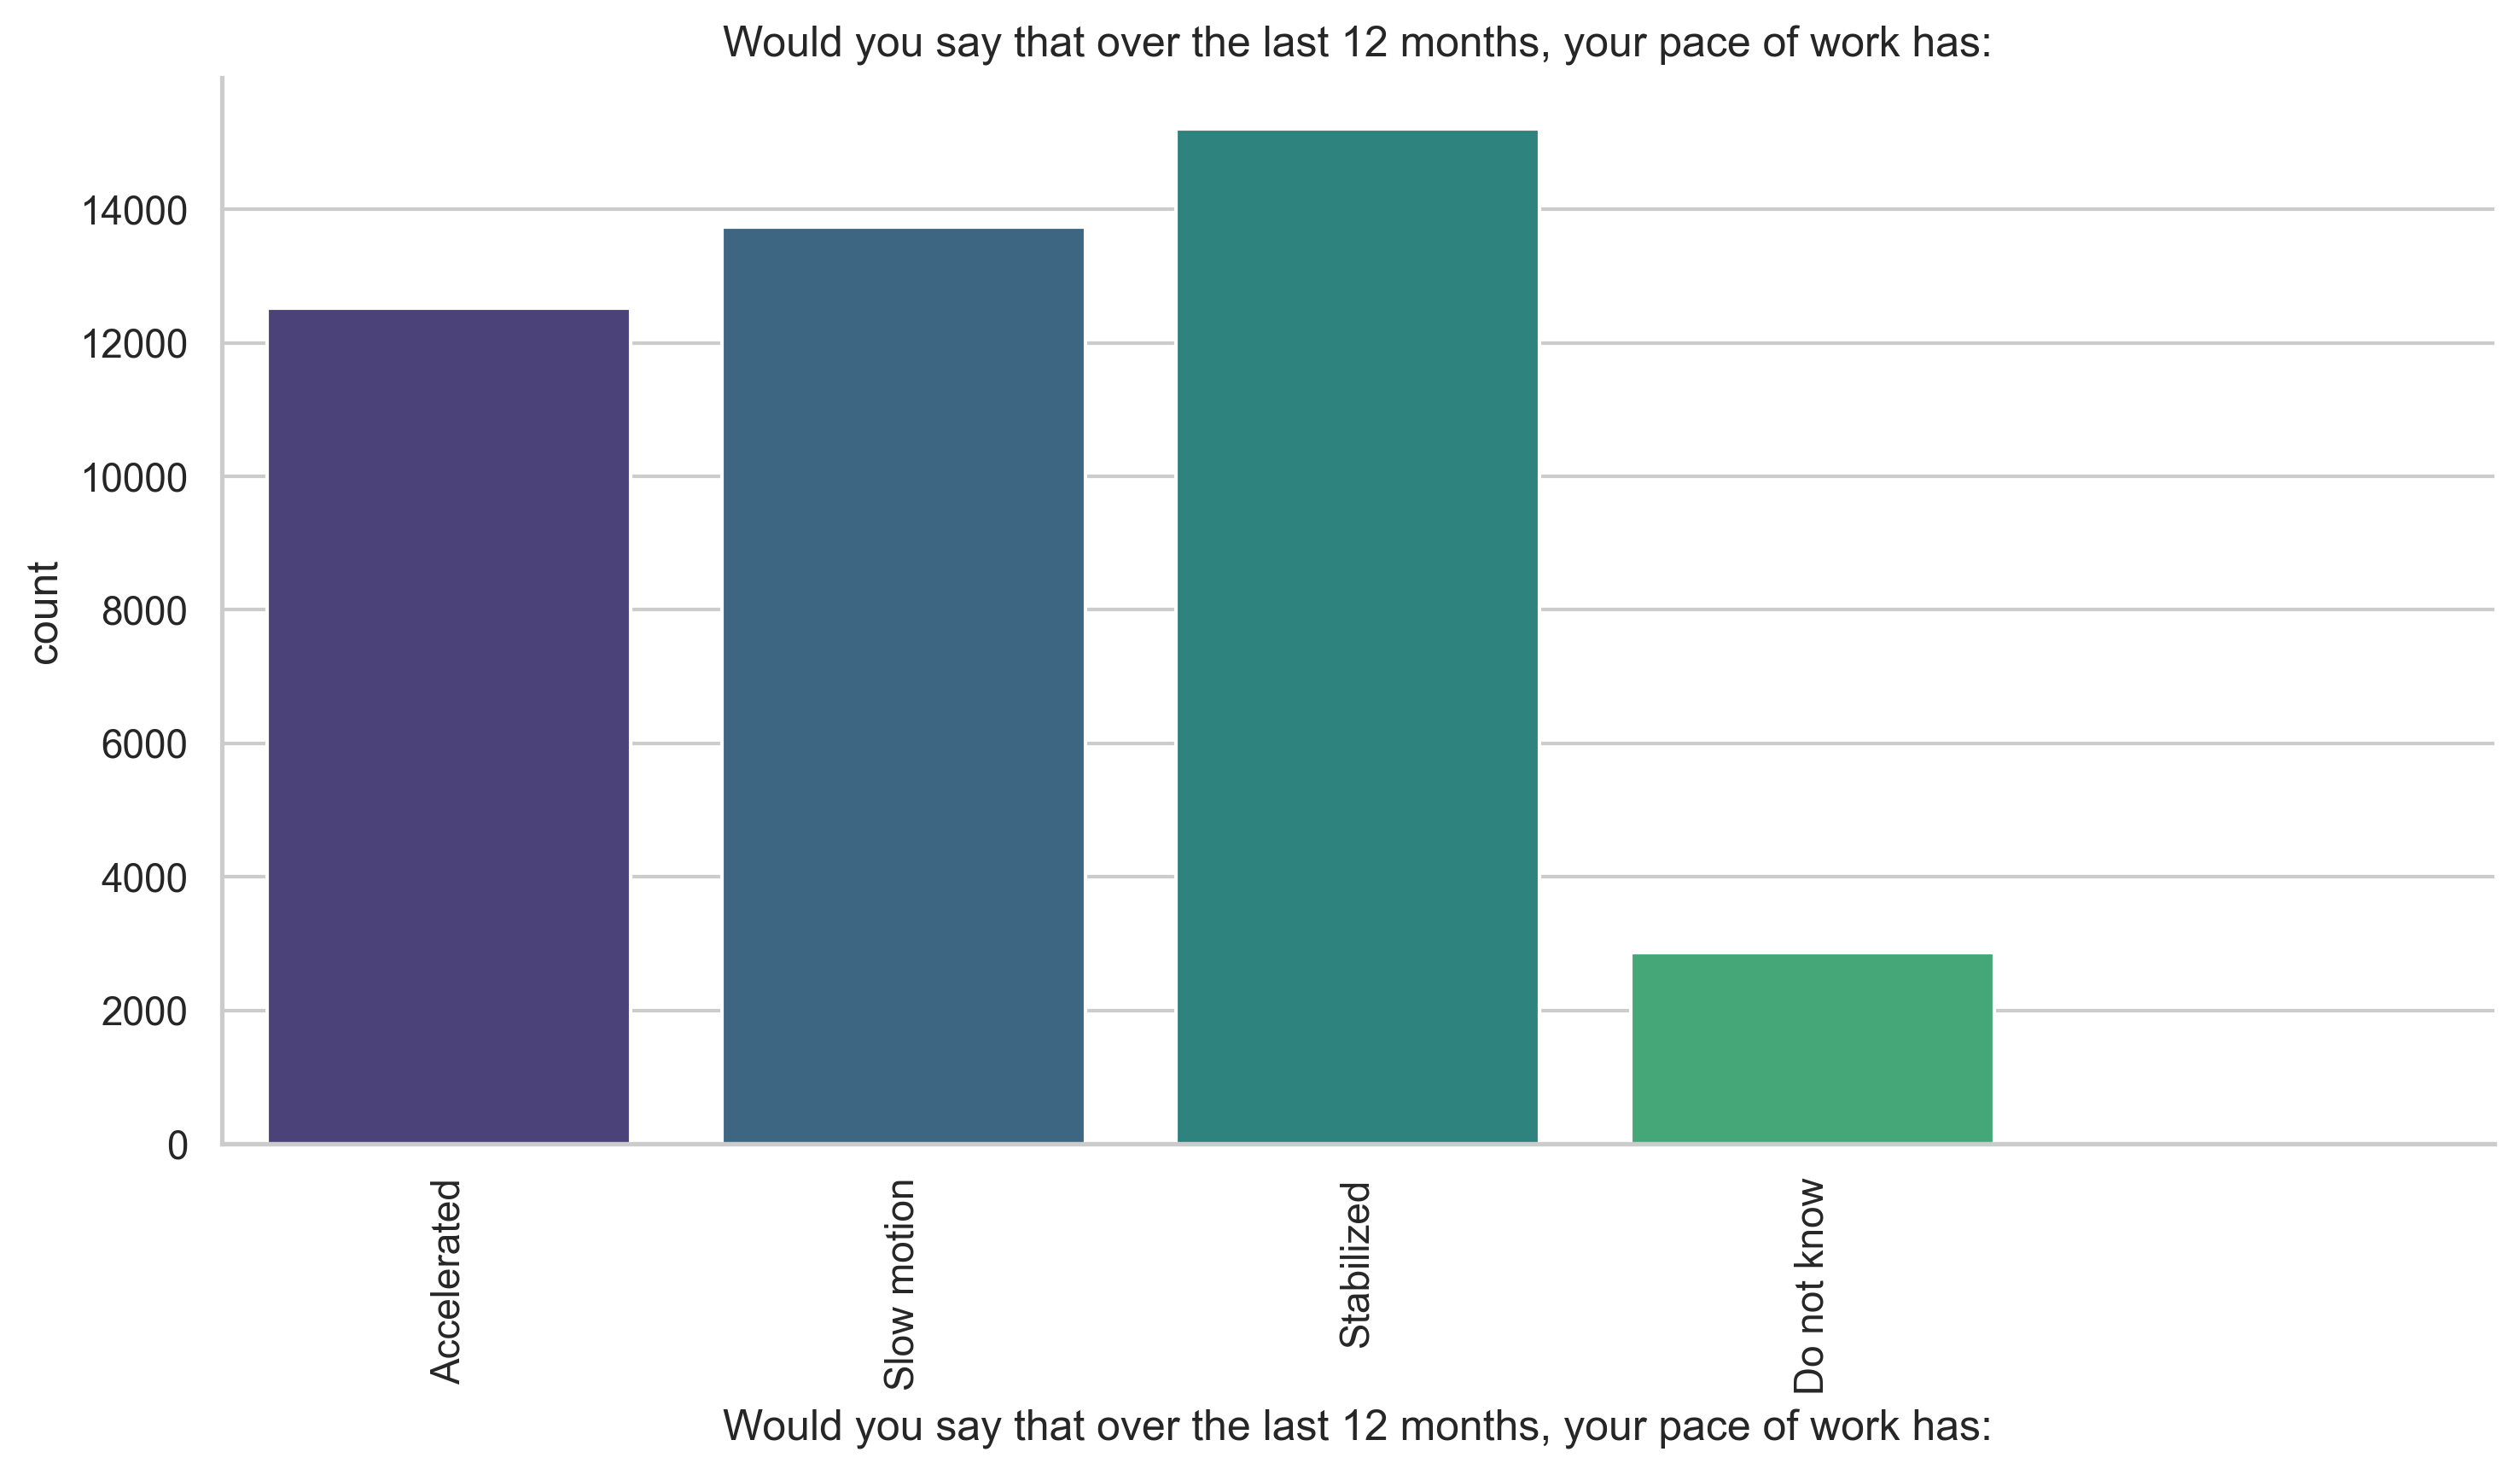 Would you say that over the last 12 months, your pace of work has:
14000
12000
10000
8000
6000
4000
2000
0
count
Accelerated
Slow motion
Stabilized
Do not know
Would you say that over the last 12 months, your pace of work has: